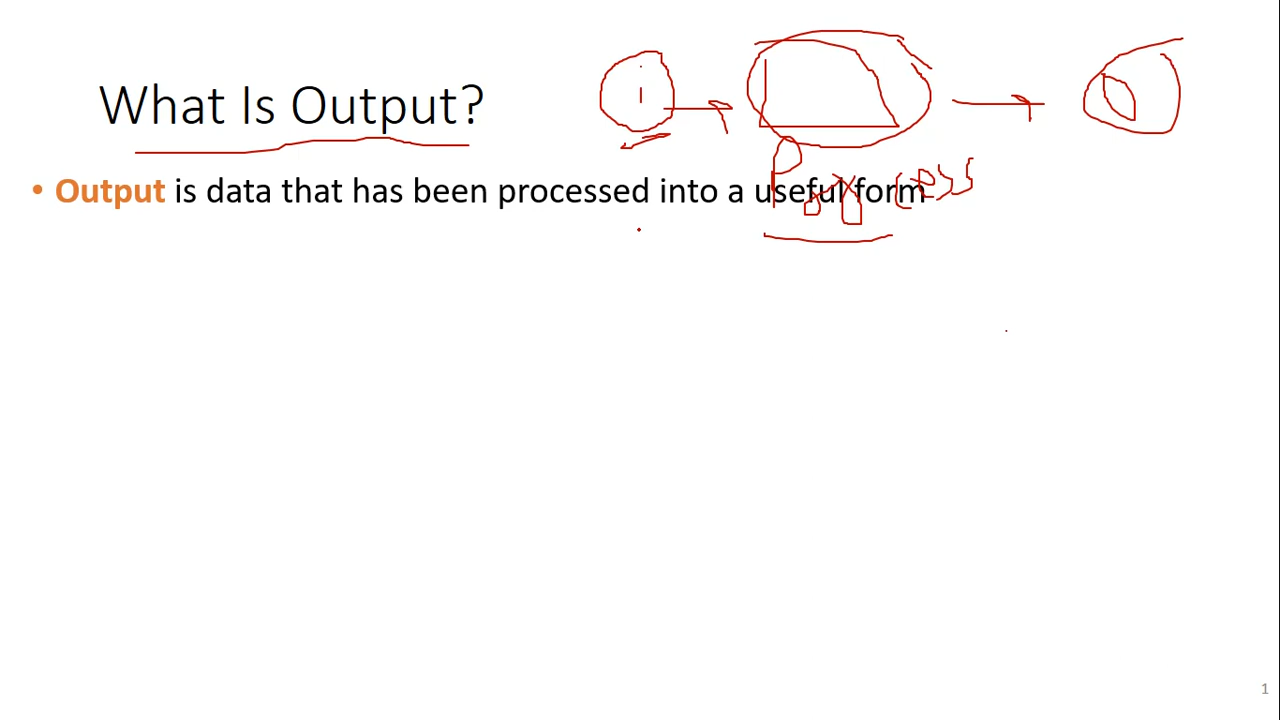 i
What Is Output?
• Output is data that has been processed into a useful form
1